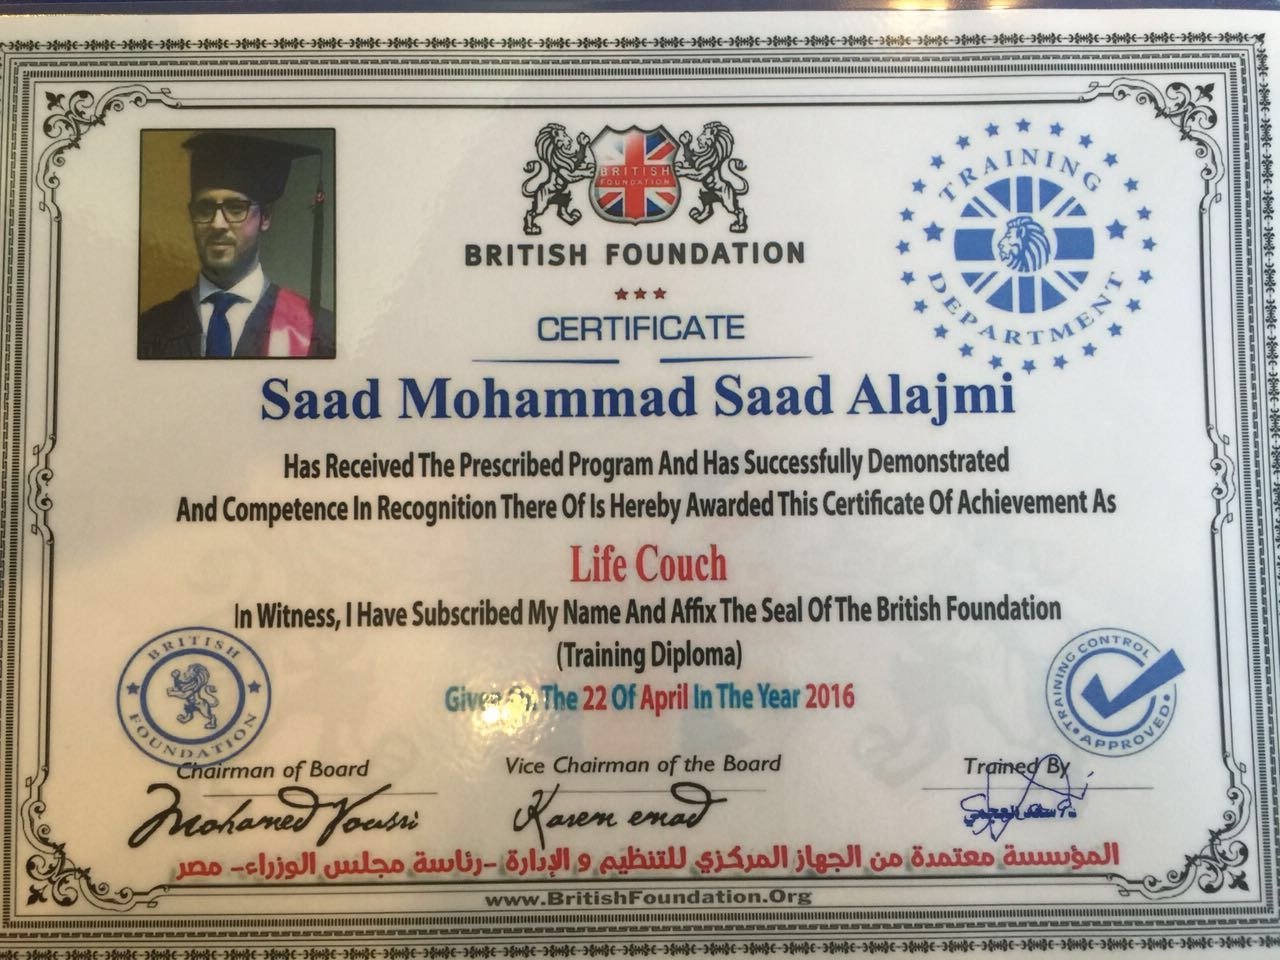 BRITISH
FOUNDATION
BRITISH FOUNDATION
TRAINING
DEPARTMENT
CERTIFICATE
Saad Mohammad Saad Alajmi
Has Received The Prescribed Program And Has Successfully Demonstrated
And Competence In Recognition There Of Is Hereby Awarded This Certificate Of Achievement As
Life Couch
In Witness, I Have Subscribed My Name And Affix The Seal Of The British Foundation
(Training Diploma)
Given On The 22 Of April In The Year 2016
BRITISH
FOUNDATION
TRAINING CONTROL
APPROVED
Chairman of Board
Vice Chairman of the Board
Trained By
Mohamed Yousri
Karem emad
المؤسسة معتمدة من الجهاز المركزي للتنظيم و الإدارة -رئاسة مجلس الوزراء- مصر
www.BritishFoundation.Org